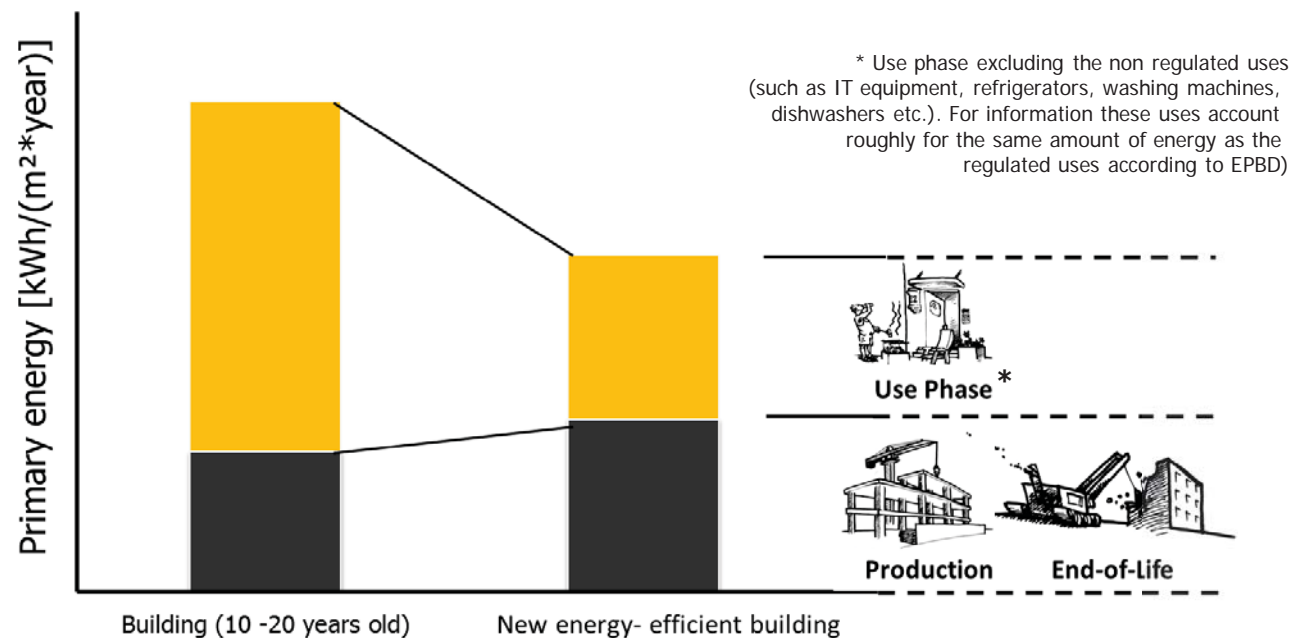 Primary energy [kWh/(m²*year)]
* Use phase excluding the non regulated uses
(such as IT equipment, refrigerators, washing machines,
dishwashers etc.). For information these uses account
roughly for the same amount of energy as the
regulated uses according to EPBD)
Use Phase *
Production End-of-Life
Building (10 -20 years old) New energy- efficient building